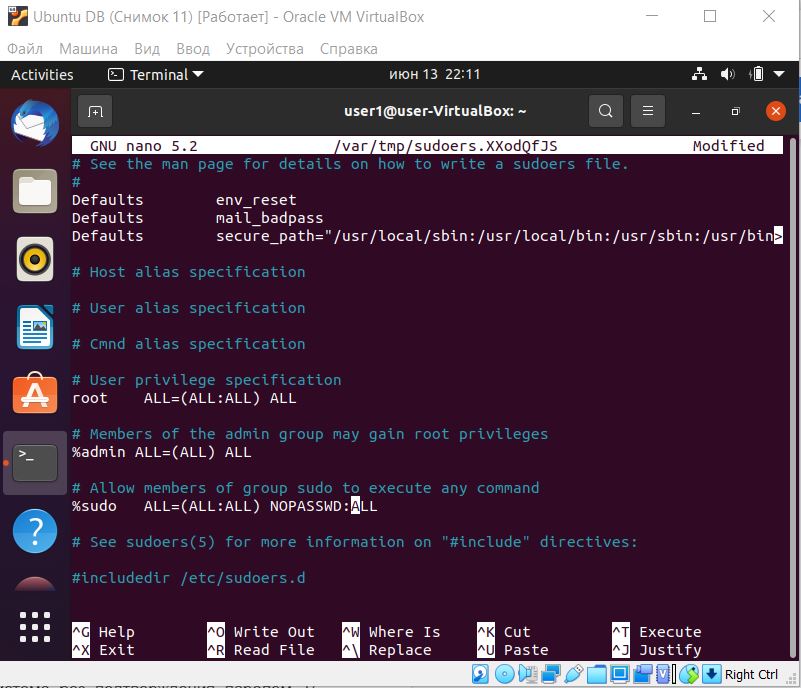 Ubuntu DB (Снимок 11) [Работает] - Oracle VM VirtualBox
Файл Машина Вид Ввод Устройства Справка
Activities Terminal июн 13 22:11
user1@user-VirtualBox: ~
GNU nano 5.2 /var/tmp/sudoers.XXodQfJS Modified
# See the man page for details on how to write a sudoers file.
#
Defaults env_reset
Defaults mail_badpass
Defaults secure_path="/usr/local/sbin:/usr/local/bin:/usr/sbin:/usr/bin>
# Host alias specification
# User alias specification
# Cmnd alias specification
# User privilege specification
root ALL=(ALL:ALL) ALL
# Members of the admin group may gain root privileges
%admin ALL=(ALL) ALL
# Allow members of group sudo to execute any command
%sudo ALL=(ALL:ALL) NOPASSWD:ALL
# See sudoers(5) for more information on "#include" directives:
#includedir /etc/sudoers.d
^G Help ^O Write Out ^W Where Is ^K Cut ^T Execute
^X Exit ^R Read File ^\ Replace ^U Paste ^J Justify
Right Ctrl